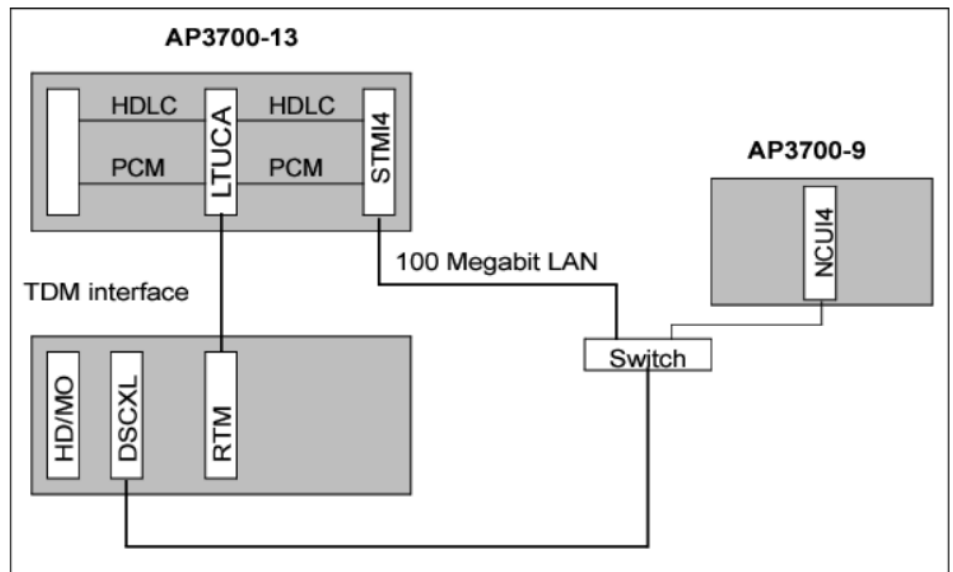 AP3700-13
HDLC
HDLC
PCM
PCM
LTUCA
STMI4
AP3700-9
NCUI4
100 Megabit LAN
TDM interface
Switch
HD/MO
DSCXL
RTM